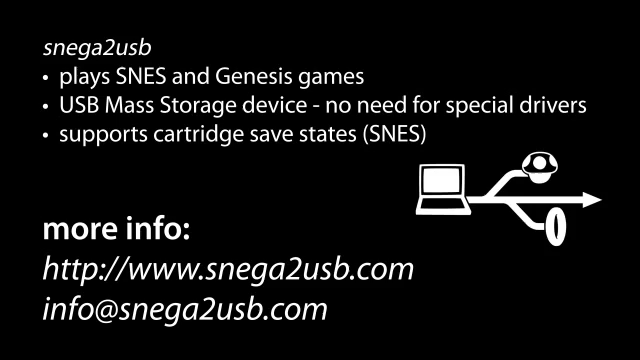 snega2usb
• plays SNES and Genesis games
• USB Mass Storage device - no need for special drivers
• supports cartridge save states (SNES)
more info:
http://www.snega2usb.com
info@snega2usb.com